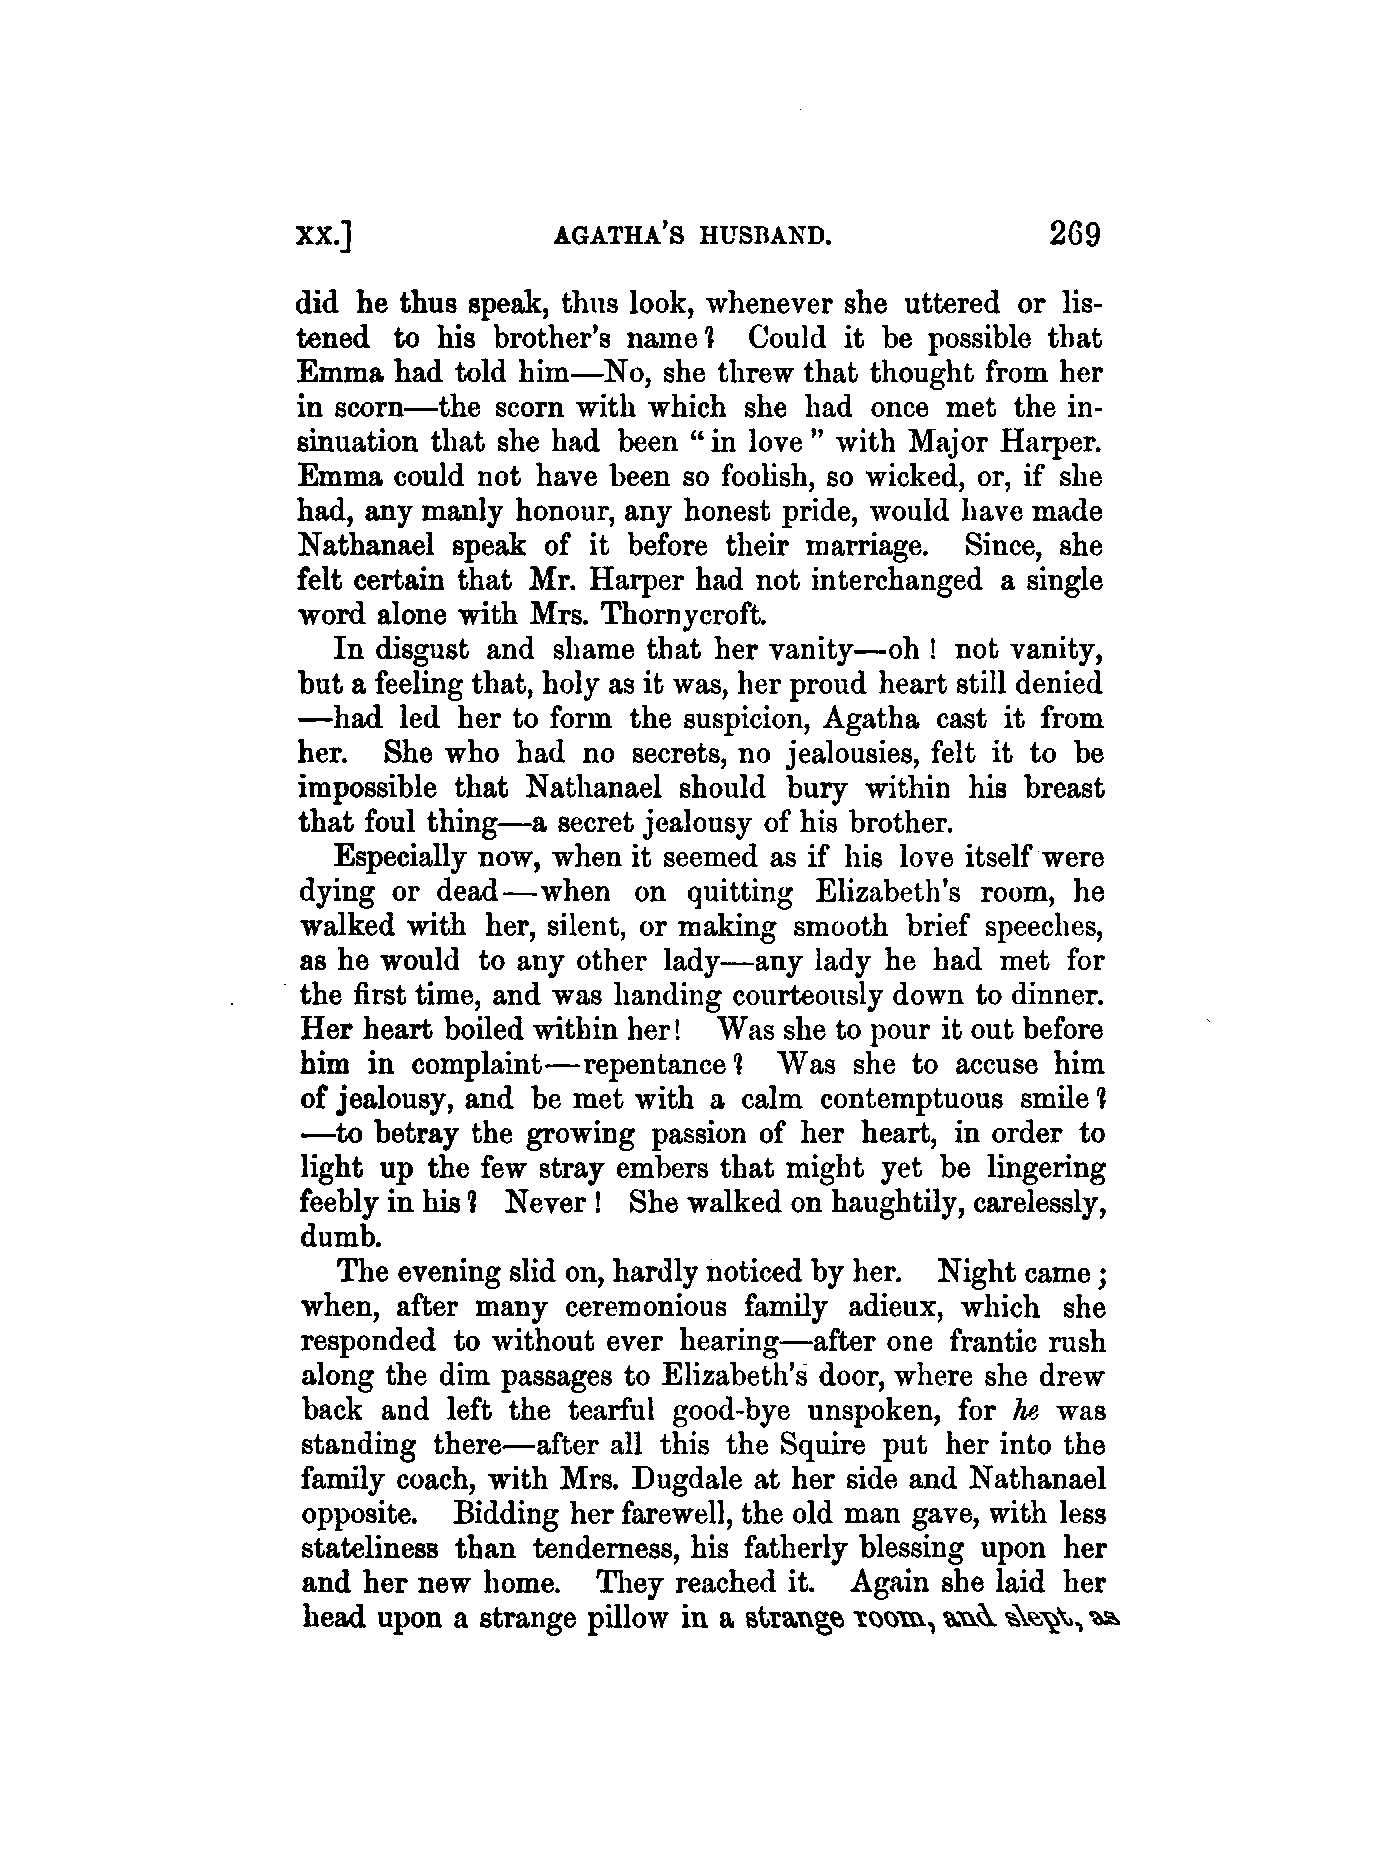 XX.] AGATHA'S HUSBAND. 269
did he thus speak, thus look, whenever she uttered or lis-
tened to his brother's name? Could it be possible that
Emma had told him—No, she threw that thought from her
in scorn—the scorn with which she had once met the in-
sinuation that she had been "in love" with Major Harper.
Emma could not have been so foolish, so wicked, or, if she
had, any manly honour, any honest pride, would have made
Nathanael speak of it before their marriage. Since, she
felt certain that Mr. Harper had not interchanged a single
word alone with Mrs. Thornycroft.
In disgust and shame that her vanity—oh! not vanity,
but a feeling that, holy as it was, her proud heart still denied
—had led her to form the suspicion, Agatha cast it from
her. She who had no secrets, no jealousies, felt it to be
impossible that Nathanael should bury within his breast
that foul thing—a secret jealousy of his brother.
Especially now, when it seemed as if his love itself were
dying or dead—when on quitting Elizabeth's room, he
walked with her, silent, or making smooth brief speeches,
as he would to any other lady—any lady he had met for
the first time, and was handing courteously down to dinner.
Her heart boiled within her! Was she to pour it out before
him in complaint—repentance? Was she to accuse him
of jealousy, and be met with a calm contemptuous smile?
—to betray the growing passion of her heart, in order to
light up the few stray embers that might yet be lingering
feebly in his? Never! She walked on haughtily, carelessly,
dumb.
The evening slid on, hardly noticed by her. Night came;
when, after many ceremonious family adieux, which she
responded to without ever hearing—after one frantic rush
along the dim passages to Elizabeth's door, where she drew
back and left the tearful good-bye unspoken, for he was
standing there—after all this the Squire put her into the
family coach, with Mrs. Dugdale at her side and Nathanael
opposite. Bidding her farewell, the old man gave, with less
stateliness than tenderness, his fatherly blessing upon her
and her new home. They reached it. Again she laid her
head upon a strange pillow in a strange room, and slept, as